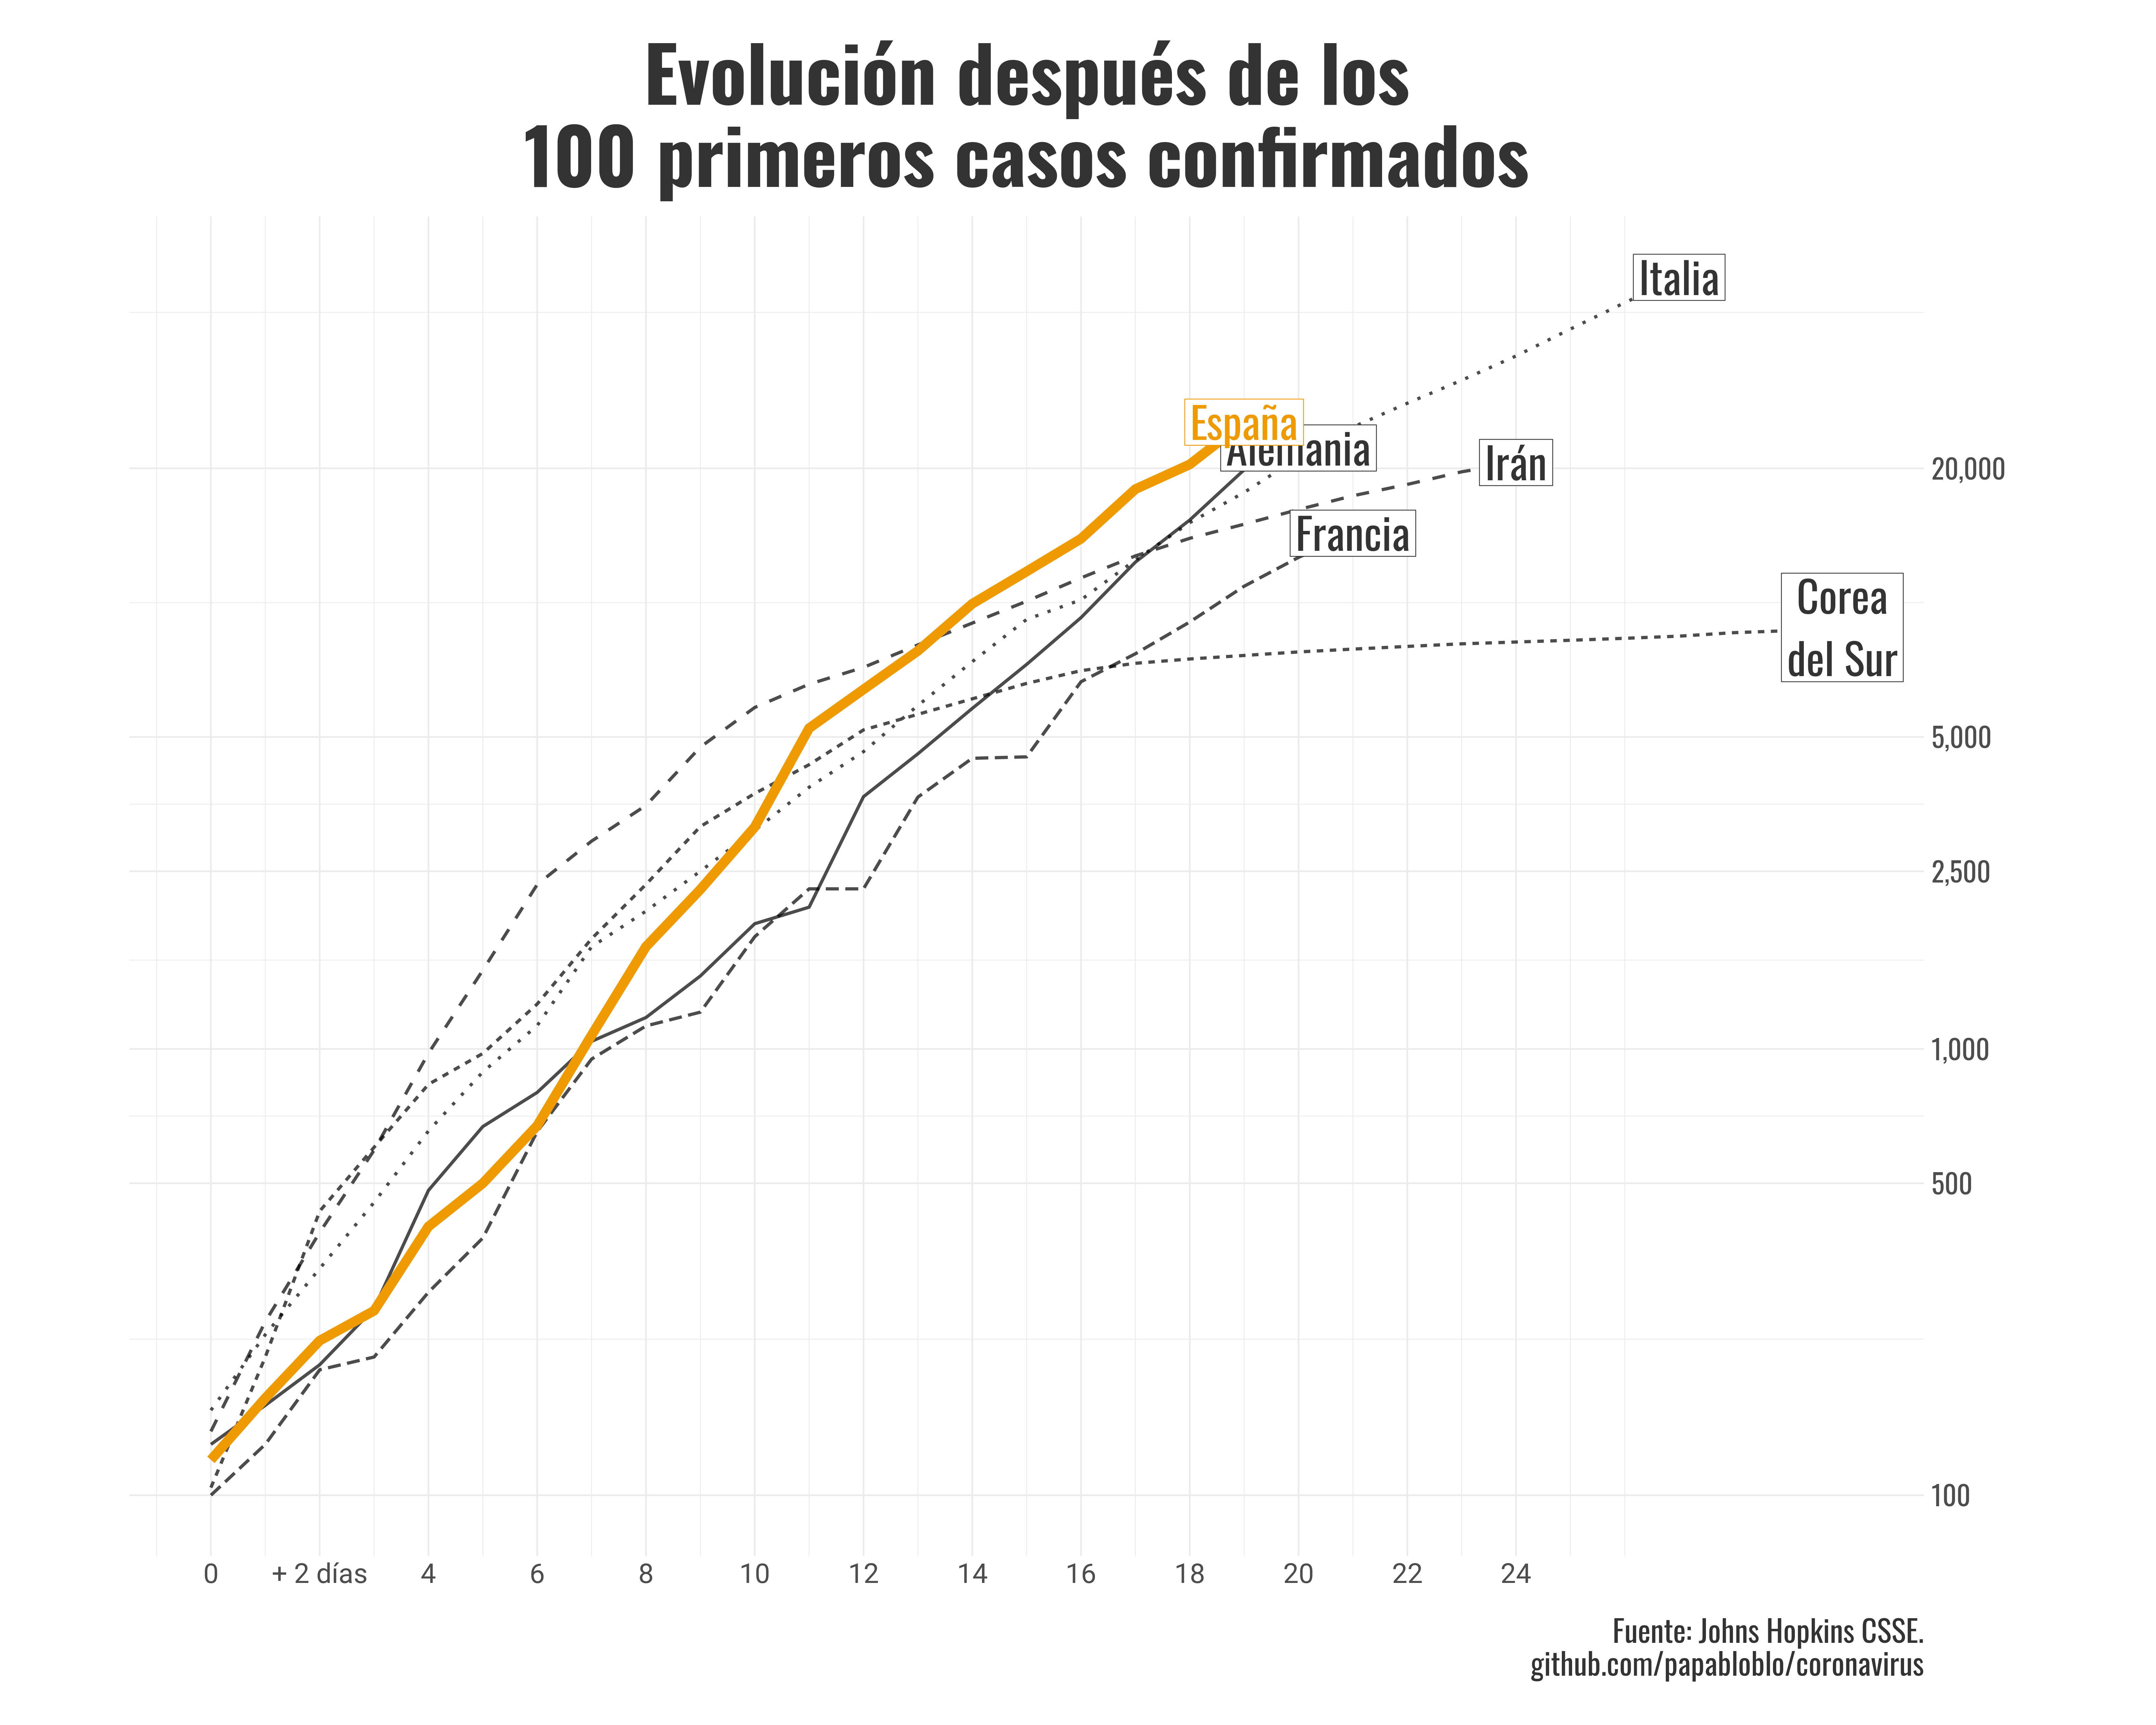 Evolución después de los
100 primeros casos confirmados
Italia
España
Alemania
Irán
Francia
Corea
del Sur
20,000
5,000
2,500
1,000
500
100
0 + 2 días 4 6 8 10 12 14 16 18 20 22 24
Fuente: Johns Hopkins CSSE.
github.com/papabloblo/coronavirus